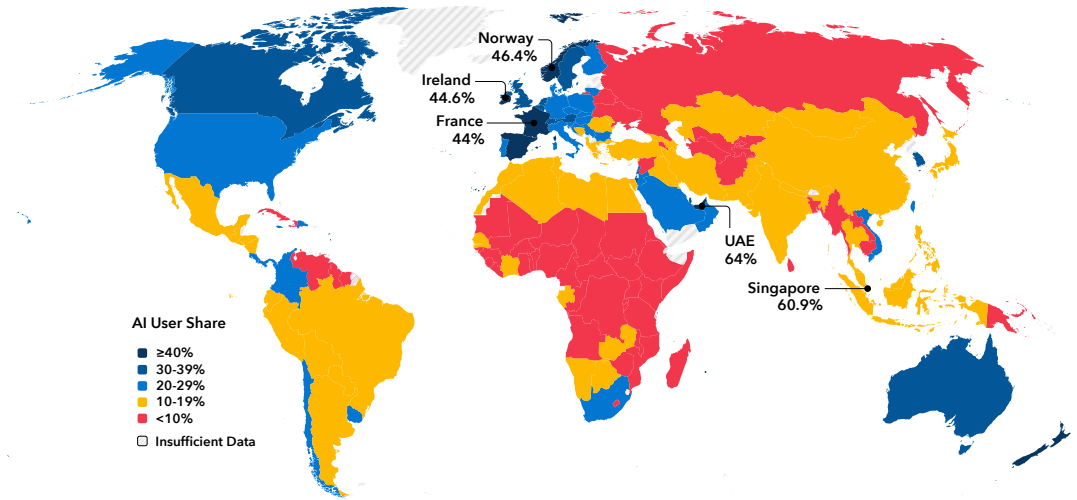 Norway
46.4%
Ireland
44.6%
France
44%
UAE
64%
Singapore
60.9%
AI User Share
≥40%
30-39%
20-29%
10-19%
<10%
Insufficient Data